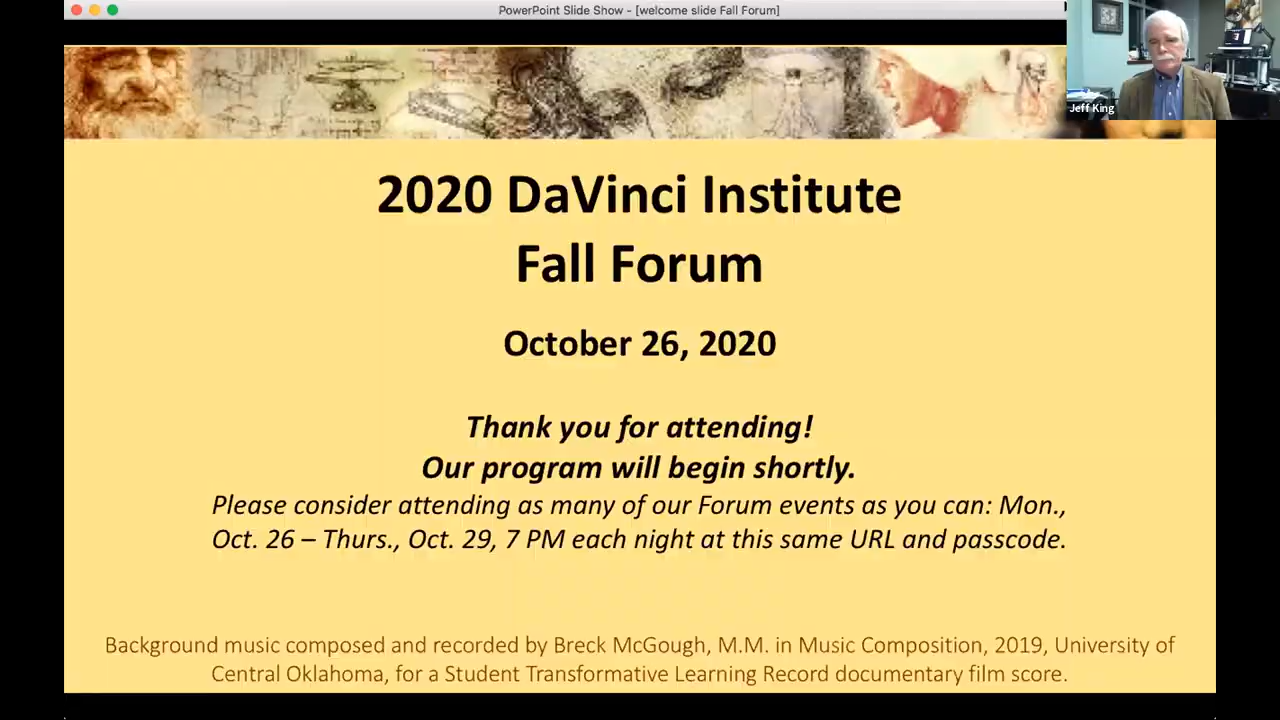 PowerPoint Slide Show - [welcome slide Fall Forum]
Jeff King
2020 DaVinci Institute
Fall Forum
October 26, 2020
Thank you for attending!
Our program will begin shortly.
Please consider attending as many of our Forum events as you can: Mon.,
Oct. 26 – Thurs., Oct. 29, 7 PM each night at this same URL and passcode.
Background music composed and recorded by Breck McGough, M.M. in Music Composition, 2019, University of
Central Oklahoma, for a Student Transformative Learning Record documentary film score.